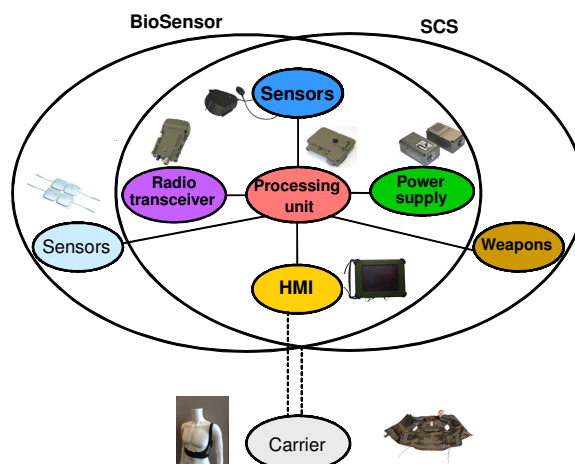 BioSensor
SCS
Sensors
Radio
transceiver
Processing
unit
Power
supply
Sensors
Weapons
HMI
Carrier